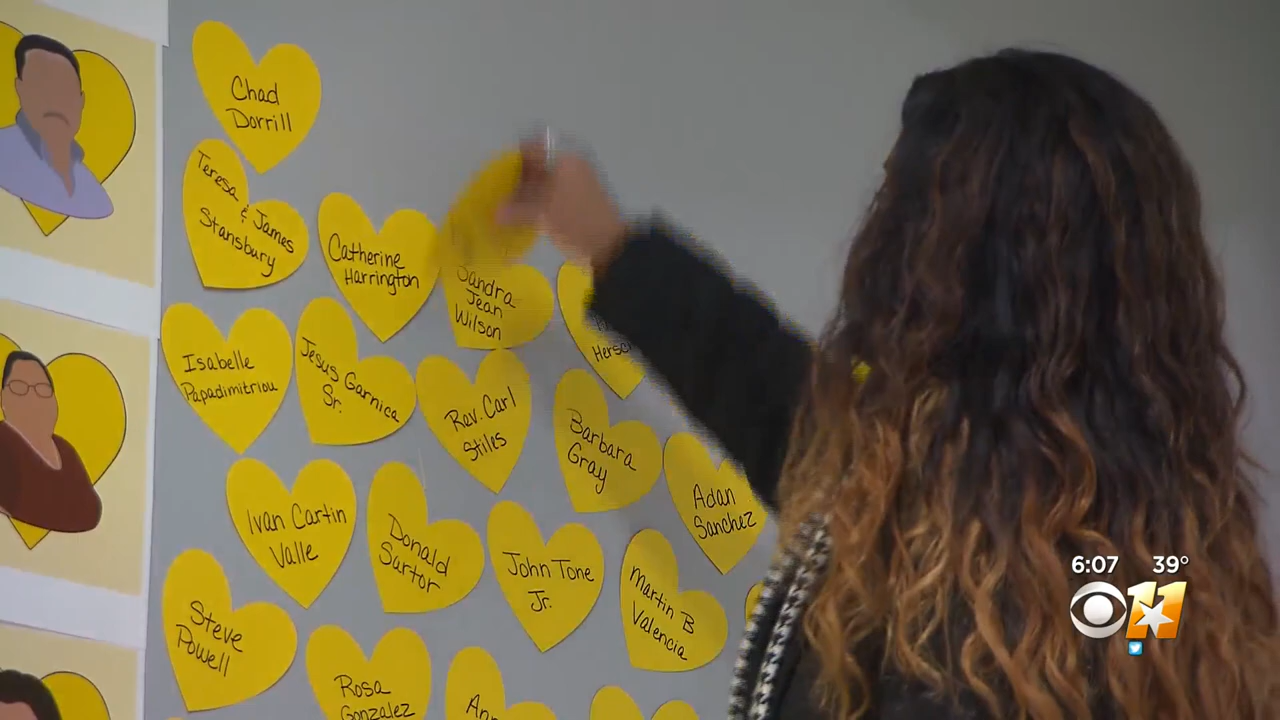 Chad
Dorrill
Teresa
& James
Stansbury
Catherine
Harrington
Sandra
Jean
Wilson
Isabelle
Papadimitriou
Jesus Garnica
Sr.
Rev. Carl
Stiles
Barbara
Gray
Adan
Sanchez
Ivan Cartin
Valle
Donald
Sartor
John Tone
Jr.
Martin B
Valencia
Steve
Powell
Rosa
Gonzalez
6:07 39°
11